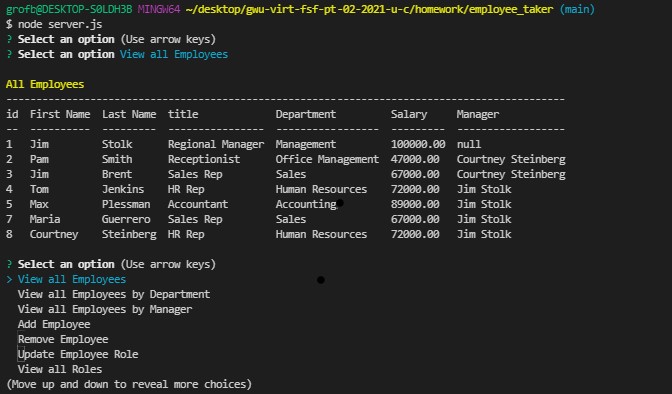 grofb@DESKTOP-S0LDH3B MINGW64 ~/desktop/gwu-virt-fsf-pt-02-2021-u-c/homework/employee_taker (main)
$ node server.js
? Select an option (Use arrow keys)
? Select an option View all Employees
All Employees
-----------------------------------------------------------------------------------------------
id  First Name  Last Name  title             Department         Salary     Manager
--  ----------  ---------  ----------------  -----------------  ---------  ------------------
1   Jim         Stolk      Regional Manager  Management         100000.00  null
2   Pam         Smith      Receptionist      Office Management  47000.00   Courtney Steinberg
3   Jim         Brent      Sales Rep         Sales              67000.00   Courtney Steinberg
4   Tom         Jenkins    HR Rep            Human Resources    72000.00   Jim Stolk
5   Max         Plessman   Accountant        Accounting         89000.00   Jim Stolk
7   Maria       Guerrero   Sales Rep         Sales              67000.00   Jim Stolk
8   Courtney    Steinberg  HR Rep            Human Resources    72000.00   Jim Stolk
? Select an option (Use arrow keys)
> View all Employees
View all Employees by Department
View all Employees by Manager
Add Employee
Remove Employee
Update Employee Role
View all Roles
(Move up and down to reveal more choices)